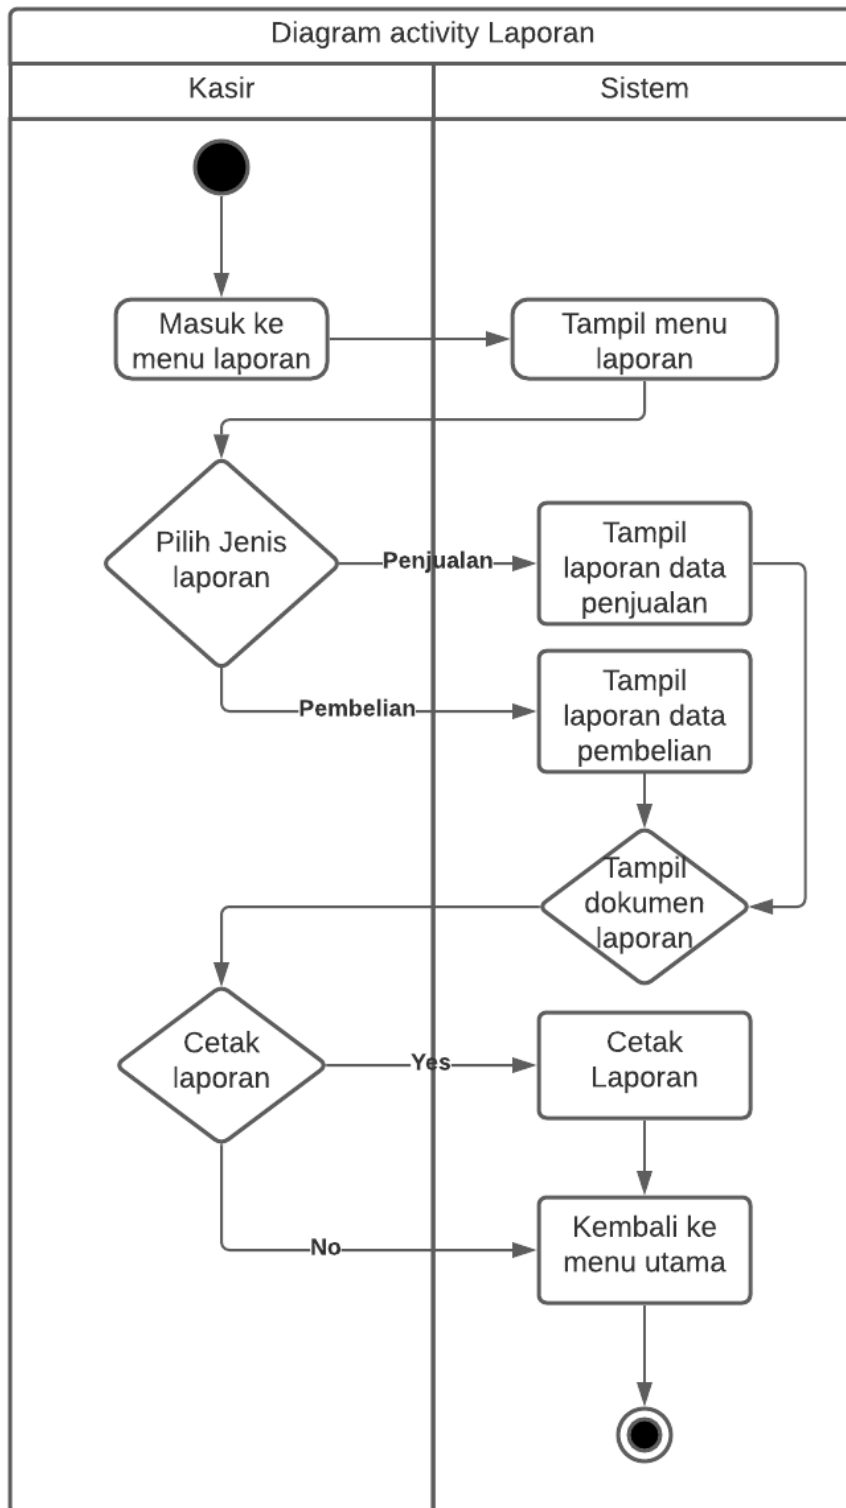 Diagram activity Laporan
Kasir
Sistem
Masuk ke
menu laporan
Tampil menu
laporan
Pilih Jenis
laporan
Penjualan
Tampil
laporan data
penjualan
Pembelian
Tampil
laporan data
pembelian
Tampil
dokumen
laporan
Cetak
laporan
Yes
Cetak
Laporan
No
Kembali ke
menu utama